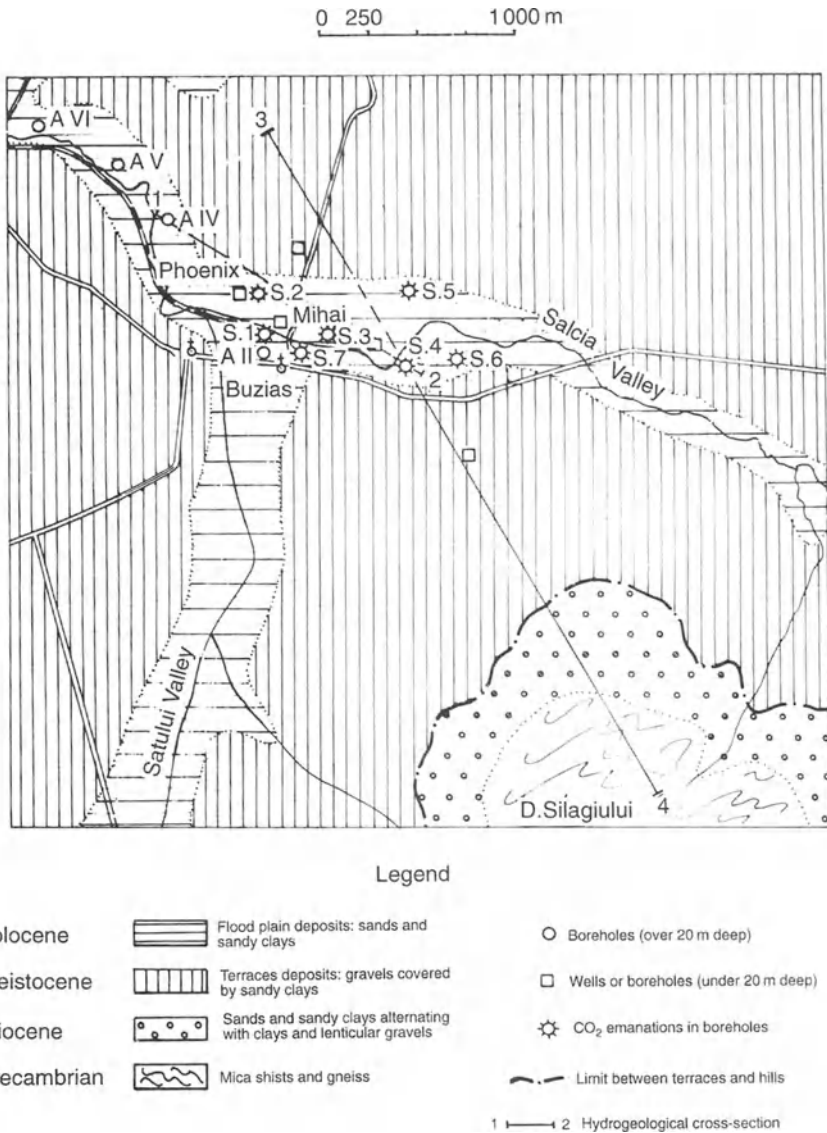 0 250 1000 m
3
A VI
A V
1
A IV
Phoenix
S.2
S.5
Mihai
S.1
S.3
S.4
Salcia
A II
S.7
S.6
2
Valley
Buzias
Satului Valley
D.Silagiului
4
Legend
olocene
Flood plain deposits: sands and
sandy clays
Boreholes (over 20 m deep)
eistocene
Terraces deposits: gravels covered
by sandy clays
Wells or boreholes (under 20 m deep)
iocene
Sands and sandy clays alternating
with clays and lenticular gravels
CO₂ emanations in boreholes
ecambrian
Mica shists and gneiss
Limit between terraces and hills
1 2 Hydrogeological cross-section